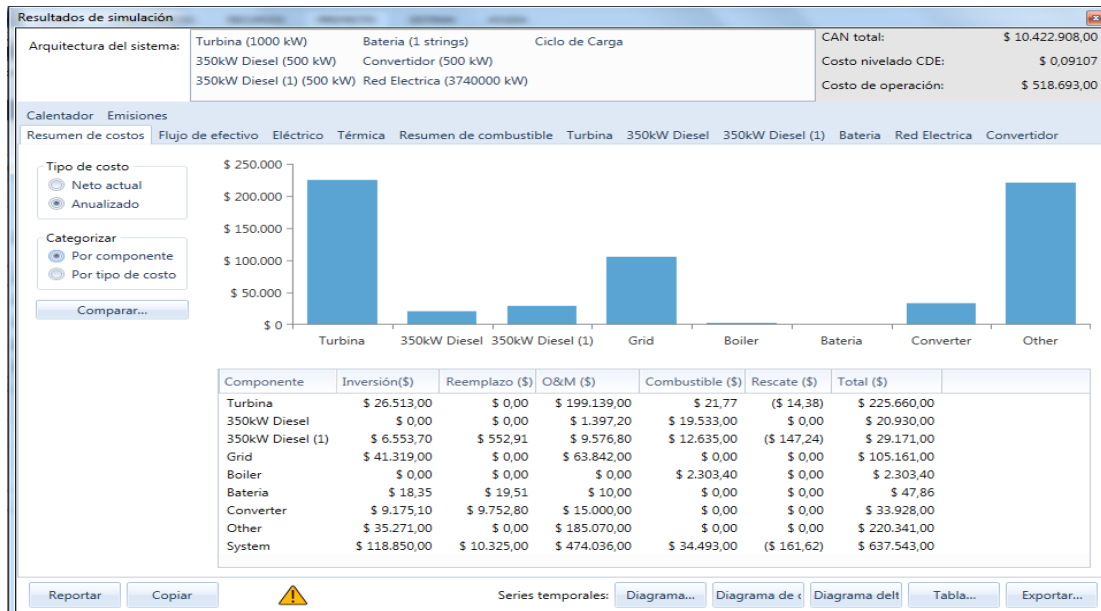 Resultados de simulación
Arquitectura del sistema:
Turbina (1000 kW) Bateria (1 strings) Ciclo de Carga
350kW Diesel (500 kW) Convertidor (500 kW)
350kW Diesel (1) (500 kW) Red Electrica (3740000 kW)
CAN total: $ 10.422.908,00
Costo nivelado CDE: $ 0,09107
Costo de operación: $ 518.693,00
Calentador Emisiones
Resumen de costos Flujo de efectivo Eléctrico Térmica Resumen de combustible Turbina 350kW Diesel 350kW Diesel (1) Bateria Red Electrica Convertidor
Tipo de costo
Neto actual
Anualizado
Categorizar
Por componente
Por tipo de costo
Comparar...
$ 250.000
$ 200.000
$ 150.000
$ 100.000
$ 50.000
$ 0
Turbina 350kW Diesel 350kW Diesel (1) Grid Boiler Bateria Converter Other
Componente Inversión($) Reemplazo ($) O&M ($) Combustible ($) Rescate ($) Total ($)
Turbina $ 26.513,00 $ 0,00 $ 199.139,00 $ 21,77 ($ 14,38) $ 225.660,00
350kW Diesel $ 0,00 $ 0,00 $ 1.397,20 $ 19.533,00 $ 0,00 $ 20.930,00
350kW Diesel (1) $ 6.553,70 $ 552,91 $ 9.576,80 $ 12.635,00 ($ 147,24) $ 29.171,00
Grid $ 41.319,00 $ 0,00 $ 63.842,00 $ 0,00 $ 0,00 $ 105.161,00
Boiler $ 0,00 $ 0,00 $ 0,00 $ 2.303,40 $ 0,00 $ 2.303,40
Bateria $ 18,35 $ 19,51 $ 10,00 $ 0,00 $ 0,00 $ 47,86
Converter $ 9.175,10 $ 9.752,80 $ 15.000,00 $ 0,00 $ 0,00 $ 33.928,00
Other $ 35.271,00 $ 0,00 $ 185.070,00 $ 0,00 $ 0,00 $ 220.341,00
System $ 118.850,00 $ 10.325,00 $ 474.036,00 $ 34.493,00 ($ 161,62) $ 637.543,00
Reportar Copiar Series temporales: Diagrama... Diagrama de Diagrama delt Tabla... Exportar...